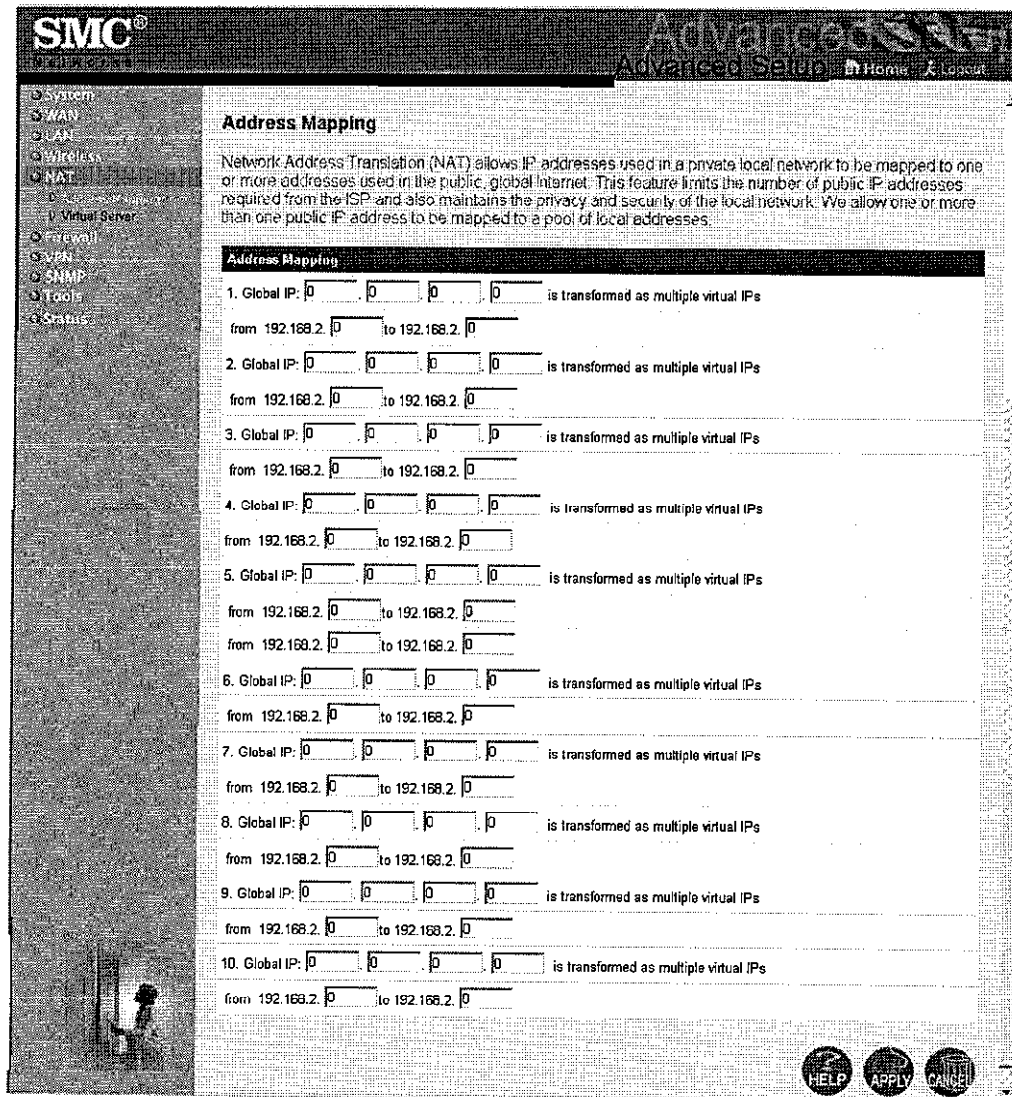 SMC®
Networks
Advanced Setup
Home Logout
System
WAN
LAN
Wireless
NAT
Virtual Server
Firewall
VPN
SNMP
Tools
Status
Address Mapping
Network Address Translation (NAT) allows IP addresses used in a private local network to be mapped to one
or more addresses used in the public, global Internet. This feature limits the number of public IP addresses
required from the ISP and also maintains the privacy and security of the local network. We allow one or more
than one public IP address to be mapped to a pool of local addresses.
Address Mapping
1. Global IP: 0 . 0 . 0 . 0 is transformed as multiple virtual IPs
from 192.168.2. 0 to 192.168.2. 0
2. Global IP: 0 . 0 . 0 . 0 is transformed as multiple virtual IPs
from 192.168.2. 0 to 192.168.2. 0
3. Global IP: 0 . 0 . 0 . 0 is transformed as multiple virtual IPs
from 192.168.2. 0 to 192.168.2. 0
4. Global IP: 0 . 0 . 0 . 0 is transformed as multiple virtual IPs
from 192.168.2. 0 to 192.168.2. 0
5. Global IP: 0 . 0 . 0 . 0 is transformed as multiple virtual IPs
from 192.168.2. 0 to 192.168.2. 0
from 192.168.2. 0 to 192.168.2. 0
6. Global IP: 0 . 0 . 0 . 0 is transformed as multiple virtual IPs
from 192.168.2. 0 to 192.168.2. 0
7. Global IP: 0 . 0 . 0 . 0 is transformed as multiple virtual IPs
from 192.168.2. 0 to 192.168.2. 0
8. Global IP: 0 . 0 . 0 . 0 is transformed as multiple virtual IPs
from 192.168.2. 0 to 192.168.2. 0
9. Global IP: 0 . 0 . 0 . 0 is transformed as multiple virtual IPs
from 192.168.2. 0 to 192.168.2. 0
10. Global IP: 0 . 0 . 0 . 0 is transformed as multiple virtual IPs
from 192.168.2. 0 to 192.168.2. 0
HELP APPLY CANCEL